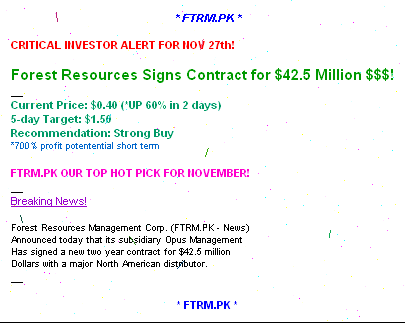 * FTRM.PK *
CRITICAL INVESTOR ALERT FOR NOV 27th!
Forest Resources Signs Contract for $42.5 Million $$$!
Current Price: $0.40 (*UP 60% in 2 days)
5-day Target: $1.50
Recommendation: Strong Buy
*700% profit potentential short term
FTRM.PK OUR TOP HOT PICK FOR NOVEMBER!
Breaking News!
Forest Resources Management Corp. (FTRM.PK - News)
Announced today that its subsidiary Opus Management
Has signed a new two year contract for $42.5 million
Dollars with a major North American distributor.
* FTRM.PK *